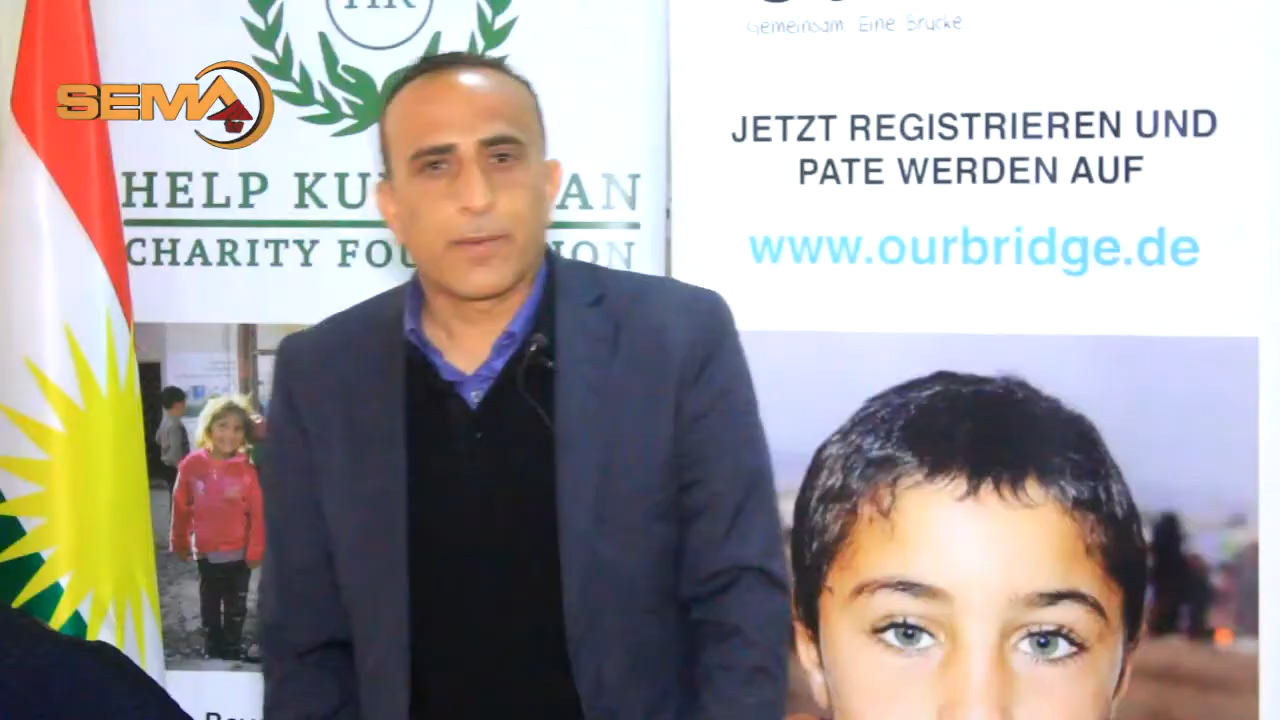 SEMA
HK
HELP KU AN
CHARITY FOU ION
Gemeinsam Eine Brücke
JETZT REGISTRIEREN UND
PATE WERDEN AUF
www.ourbridge.de